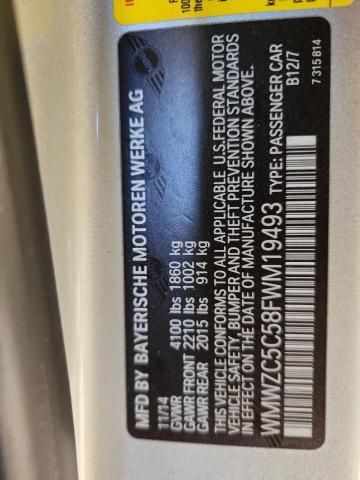 MFD BY BAYERISCHE MOTOREN WERKE AG
11/14
GVWR 4100 lbs 1860 kg
GAWR FRONT 2210 lbs 1002 kg
GAWR REAR 2015 lbs 914 kg
THIS VEHICLE CONFORMS TO ALL APPLICABLE U.S.FEDERAL MOTOR
VEHICLE SAFETY, BUMPER AND THEFT PREVENTION STANDARDS
IN EFFECT ON THE DATE OF MANUFACTURE SHOWN ABOVE.
WMWZC5C58FWM19493 TYPE: PASSENGER CAR
B12/7
7315814